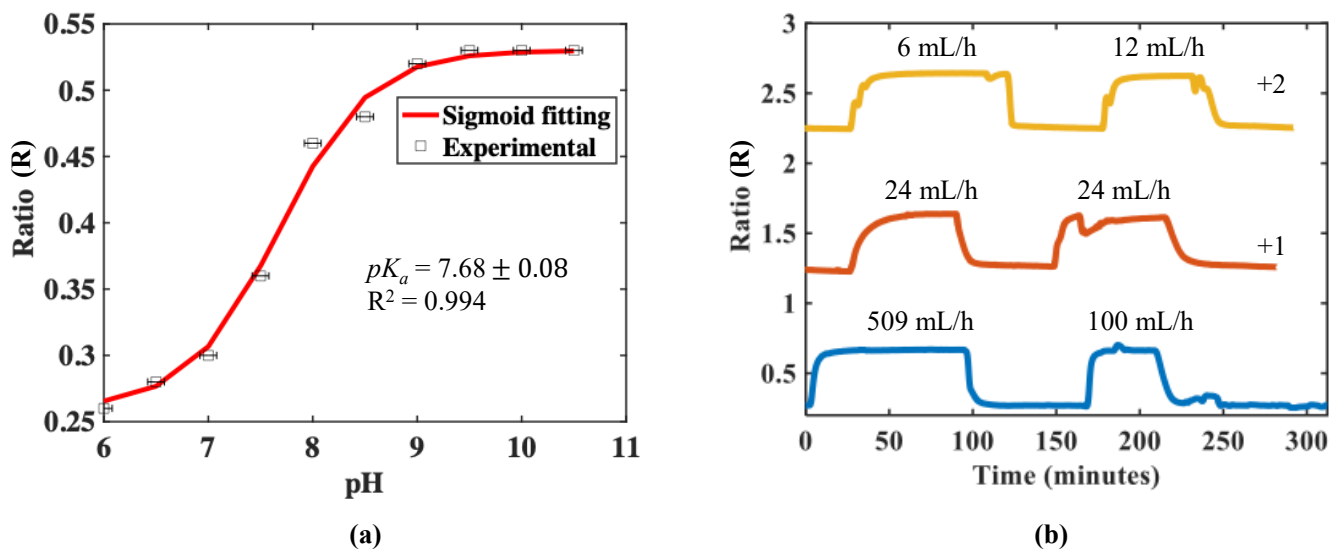 0.55
0.5
0.45
0.4
0.35
0.3
0.25
Ratio (R)
Sigmoid fitting
Experimental
pKa = 7.68 ± 0.08
R² = 0.994
6 7 8 9 10 11
pH
(a)
3
2.5
2
1.5
1
0.5
Ratio (R)
6 mL/h 12 mL/h
+2
24 mL/h 24 mL/h
+1
509 mL/h 100 mL/h
0 50 100 150 200 250 300
Time (minutes)
(b)